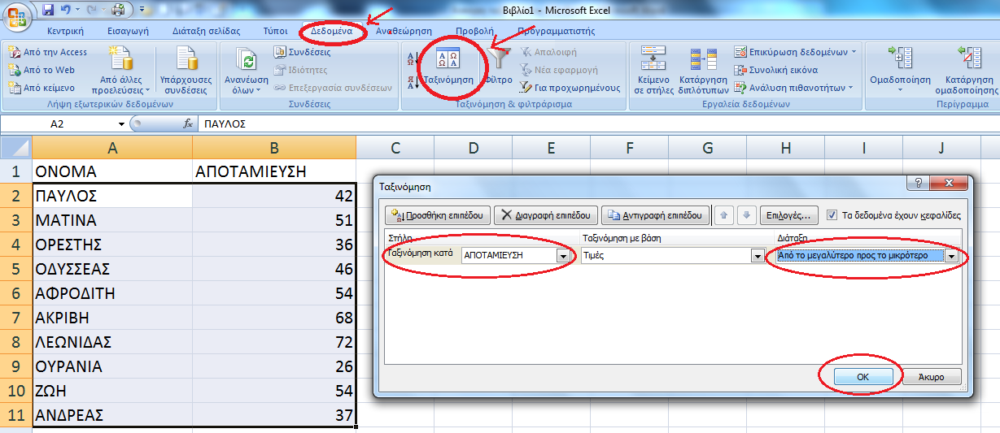 Βιβλίο1 - Microsoft Excel
Κεντρική Εισαγωγή Διάταξη σελίδας Τύποι Δεδομένα Αναθεώρηση Προβολή Προγραμματιστής
Από την Access
Από το Web
Από κείμενο
Από άλλες προελεύσεις
Υπάρχουσες συνδέσεις
Λήψη εξωτερικών δεδομένων
Ανανέωση όλων
Συνδέσεις
Ιδιότητες
Επεξεργασία συνδέσεων
Συνδέσεις
Ταξινόμηση
Φίλτρο
Απαλοιφή
Νέα εφαρμογή
Για προχωρημένους
Ταξινόμηση & φιλτράρισμα
Κείμενο σε στήλες
Κατάργηση διπλότυπων
Επικύρωση δεδομένων
Συνολική εικόνα
Ανάλυση πιθανοτήτων
Εργαλεία δεδομένων
Ομαδοποίηση
Κατάργηση ομαδοποίησης
Περίγραμμα
A2 fx ΠΑΥΛΟΣ
A B C D E F G H I J
1 ΟΝΟΜΑ ΑΠΟΤΑΜΙΕΥΣΗ
2 ΠΑΥΛΟΣ 42
3 ΜΑΤΙΝΑ 51
4 ΟΡΕΣΤΗΣ 36
5 ΟΔΥΣΣΕΑΣ 46
6 ΑΦΡΟΔΙΤΗ 54
7 ΑΚΡΙΒΗ 68
8 ΛΕΩΝΙΔΑΣ 72
9 ΟΥΡΑΝΙΑ 26
10 ΖΩΗ 54
11 ΑΝΔΡΕΑΣ 37
Ταξινόμηση
Προσθήκη επιπέδου Διαγραφή επιπέδου Αντιγραφή επιπέδου Επιλογές... Τα δεδομένα έχουν κεφαλίδες
Στήλη Ταξινόμηση με βάση Διάταξη
Ταξινόμηση κατά ΑΠΟΤΑΜΙΕΥΣΗ Τιμές Από το μεγαλύτερο προς το μικρότερο
OK Άκυρο